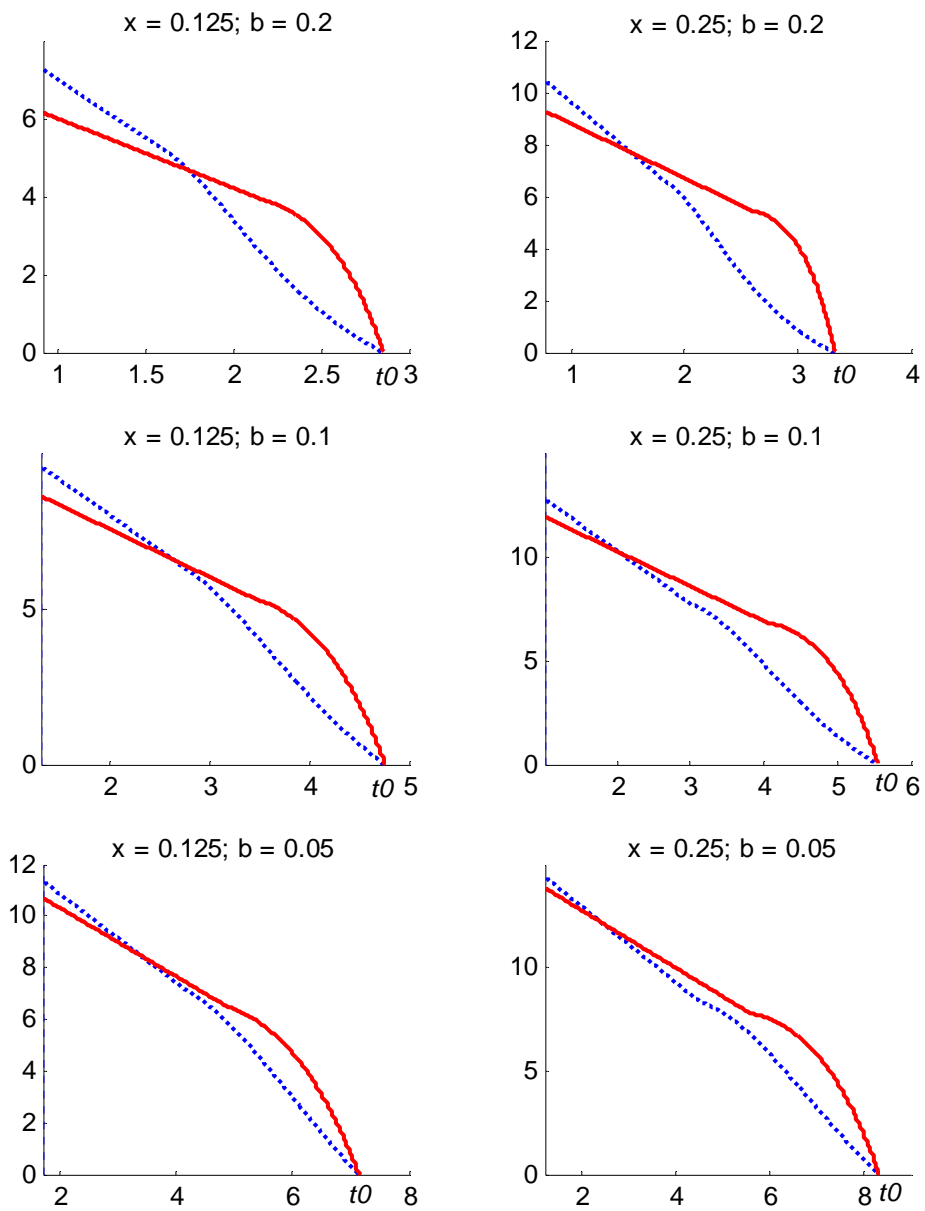 x = 0.125; b = 0.2
6
4
2
0
1 1.5 2 2.5 t0 3
x = 0.25; b = 0.2
12
10
8
6
4
2
0
1 2 3 t0 4
x = 0.125; b = 0.1
5
0
2 3 4 t0 5
x = 0.25; b = 0.1
10
5
0
2 3 4 5 t0 6
x = 0.125; b = 0.05
12
10
8
6
4
2
0
2 4 6 t0 8
x = 0.25; b = 0.05
10
5
0
2 4 6 8 t0